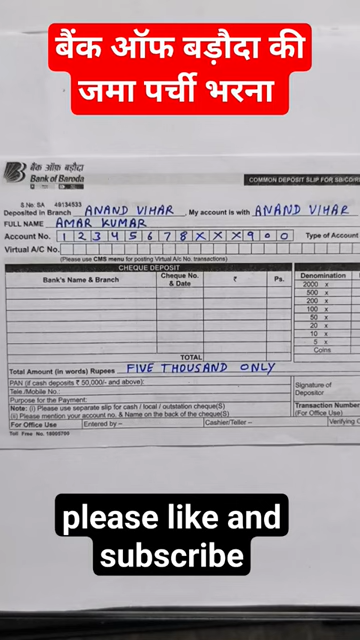 बैंक ऑफ बड़ौदा की
जमा पर्ची भरना
बैंक ऑफ़ बड़ौदा
Bank of Baroda
COMMON DEPOSIT SLIP FOR SB/CD/R
S.No: SA 49134533
Deposited in Branch ANAND VIHAR , My account is with ANAND VIHAR
FULL NAME AMAR KUMAR
Account No. 1 2 3 4 5 6 7 8 X X X 9 0 0 Type of Account
Virtual A/C No.
(Please use CMS menu for posting Virtual A/c No. transactions)
CHEQUE DEPOSIT
Bank's Name & Branch Cheque No. & Date ₹ Ps. Denomination
2000 x
500 x
200 x
100 x
50 x
20 x
10 x
5 x
Coins
TOTAL
Total Amount (in words) Rupees FIVE THOUSAND ONLY
PAN (if cash deposits ₹ 50,000/- and above):
Tele./Mobile No.
Signature of Depositor
Purpose for the Payment:
Note: (i) Please use separate slip for cash / local / outstation cheque(s)
(ii) Please mention your account no. & Name on the back of the cheque(s)
Transaction Number
(For Office Use)
For Office Use Entered by – Cashier/Teller – Verifying
Toll Free No.
please like and
subscribe